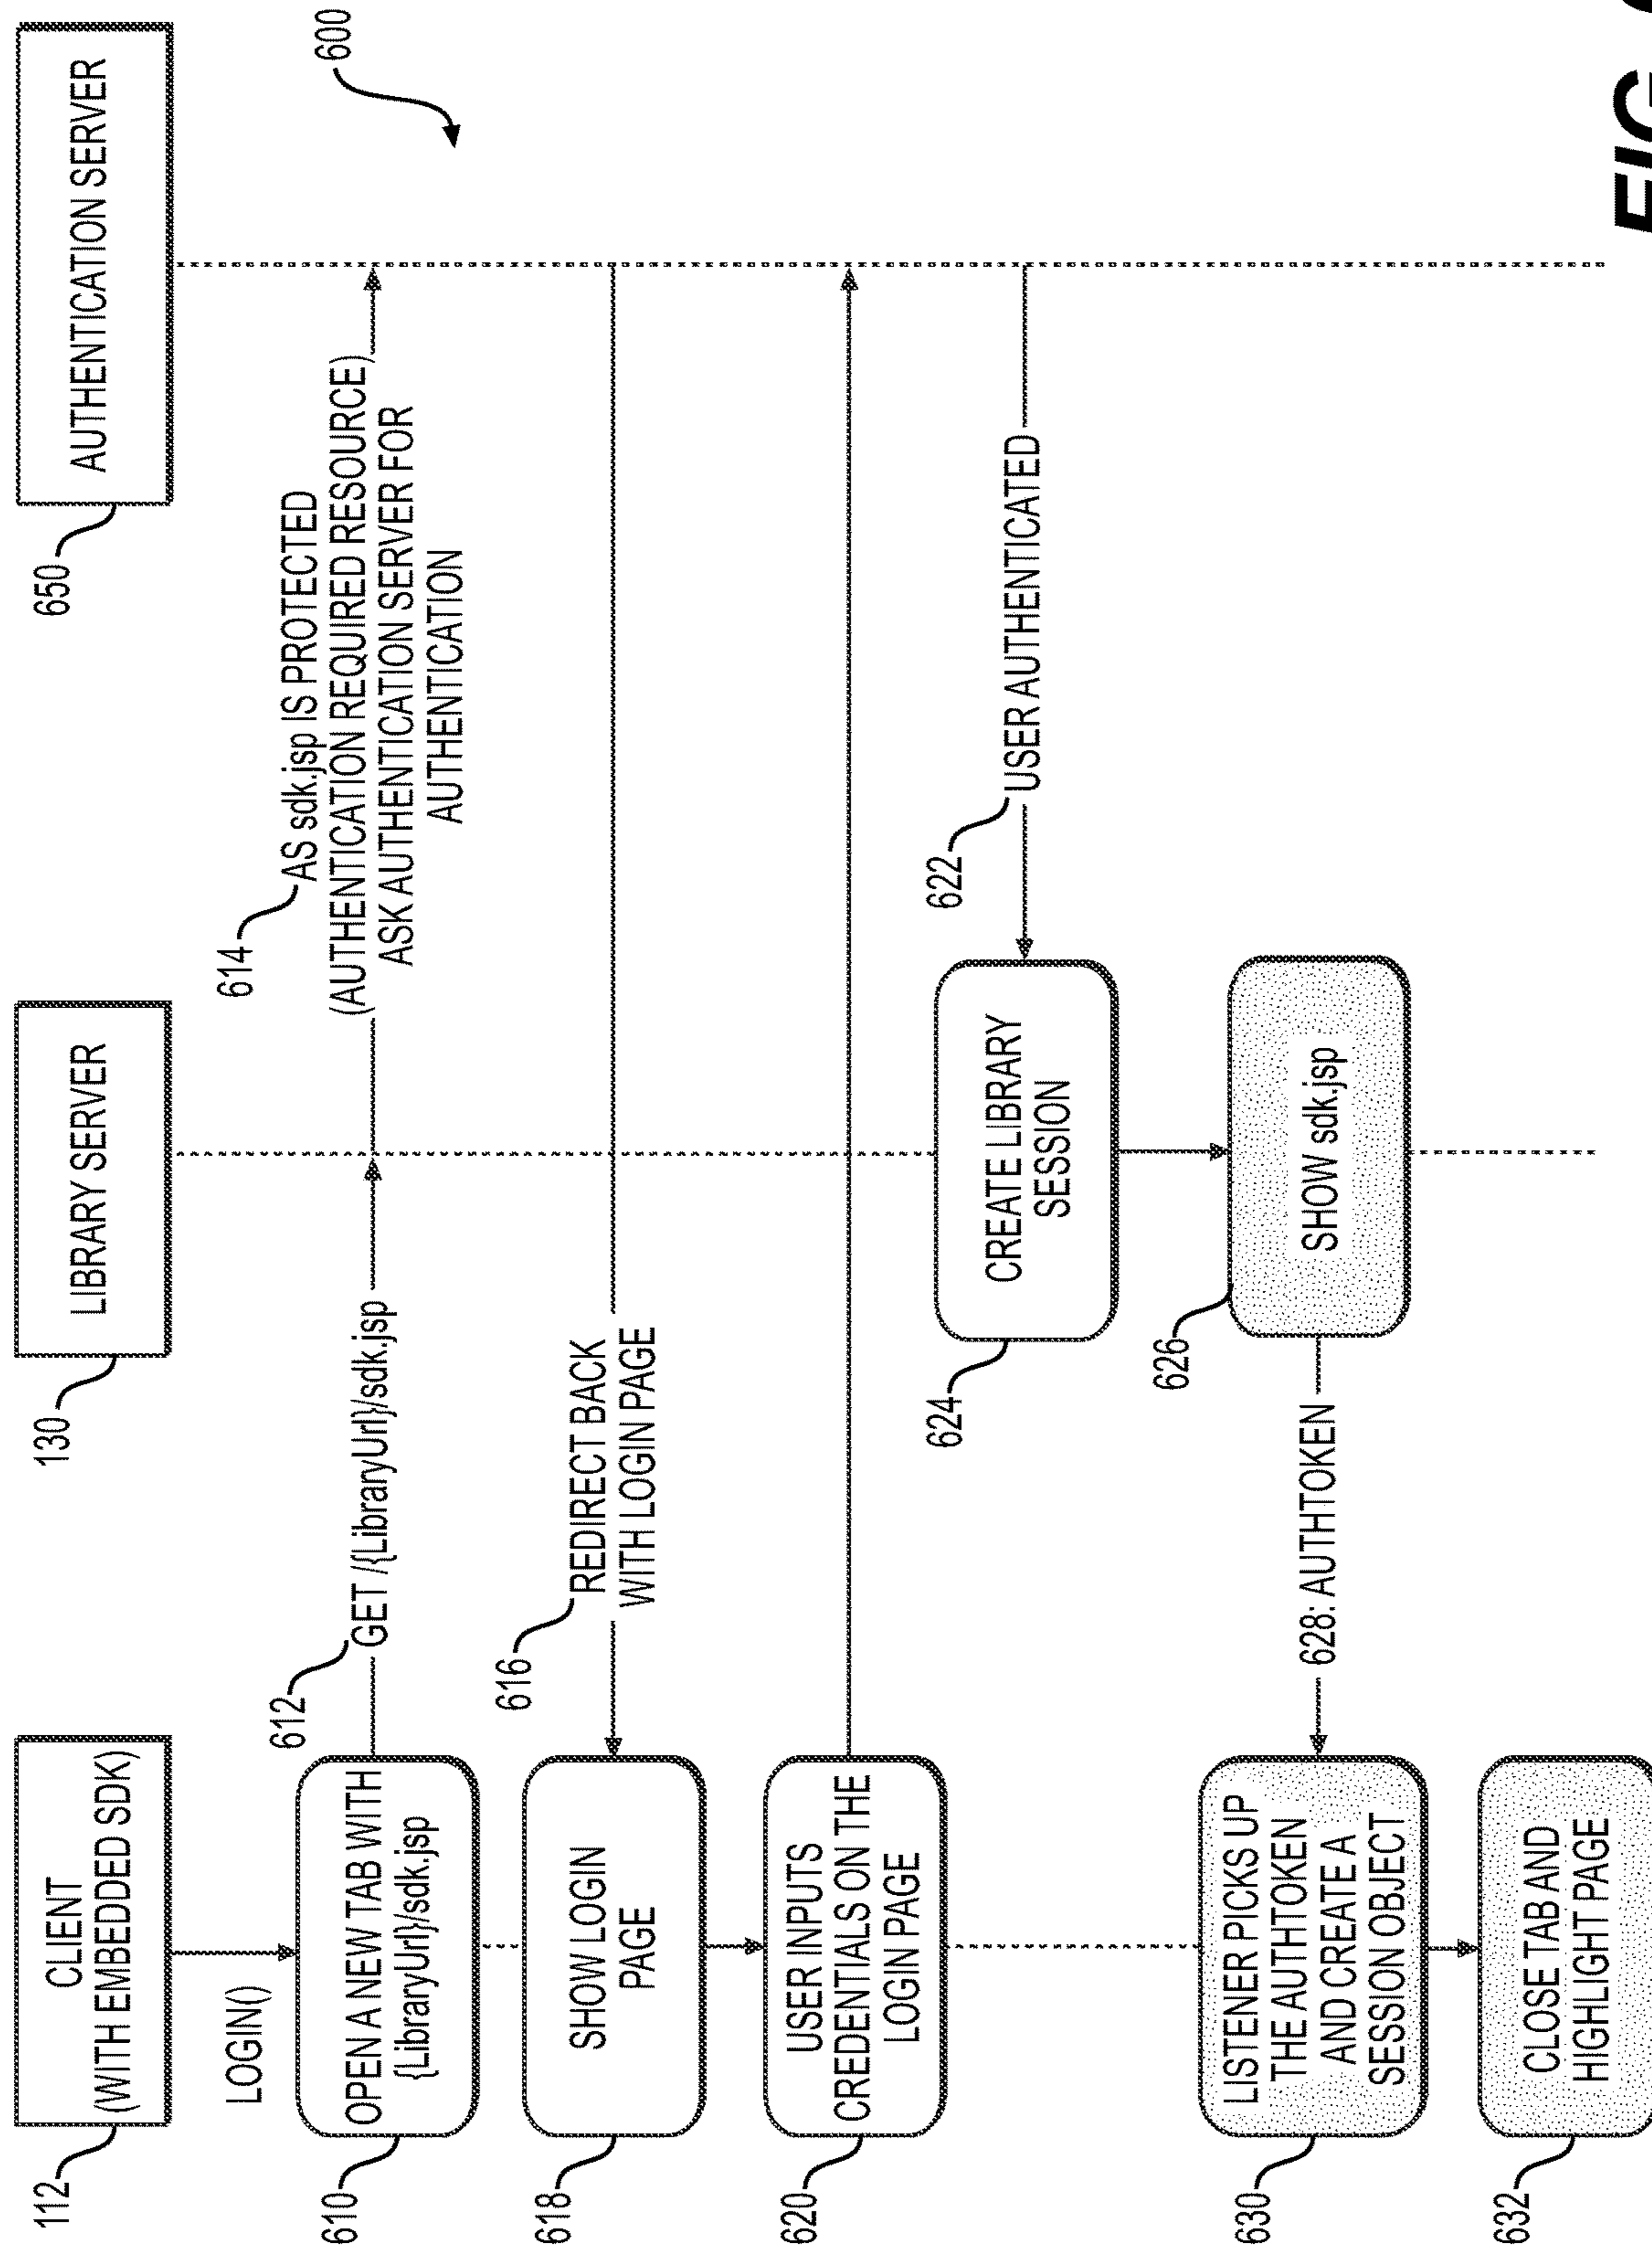 112
CLIENT
(WITH EMBEDDED SDK)
130
LIBRARY SERVER
650
AUTHENTICATION SERVER
600
LOGIN()
610
OPEN A NEW TAB WITH
{LibraryUrl}/sdk.jsp
612
GET /{LibraryUrl}/sdk.jsp
614
AS sdk.jsp IS PROTECTED
(AUTHENTICATION REQUIRED RESOURCE)
ASK AUTHENTICATION SERVER FOR
AUTHENTICATION
616
REDIRECT BACK
WITH LOGIN PAGE
618
SHOW LOGIN
PAGE
620
USER INPUTS
CREDENTIALS ON THE
LOGIN PAGE
622
USER AUTHENTICATED
624
CREATE LIBRARY
SESSION
626
SHOW sdk.jsp
628: AUTHTOKEN
630
LISTENER PICKS UP
THE AUTHTOKEN
AND CREATE A
SESSION OBJECT
632
CLOSE TAB AND
HIGHLIGHT PAGE
FIG.